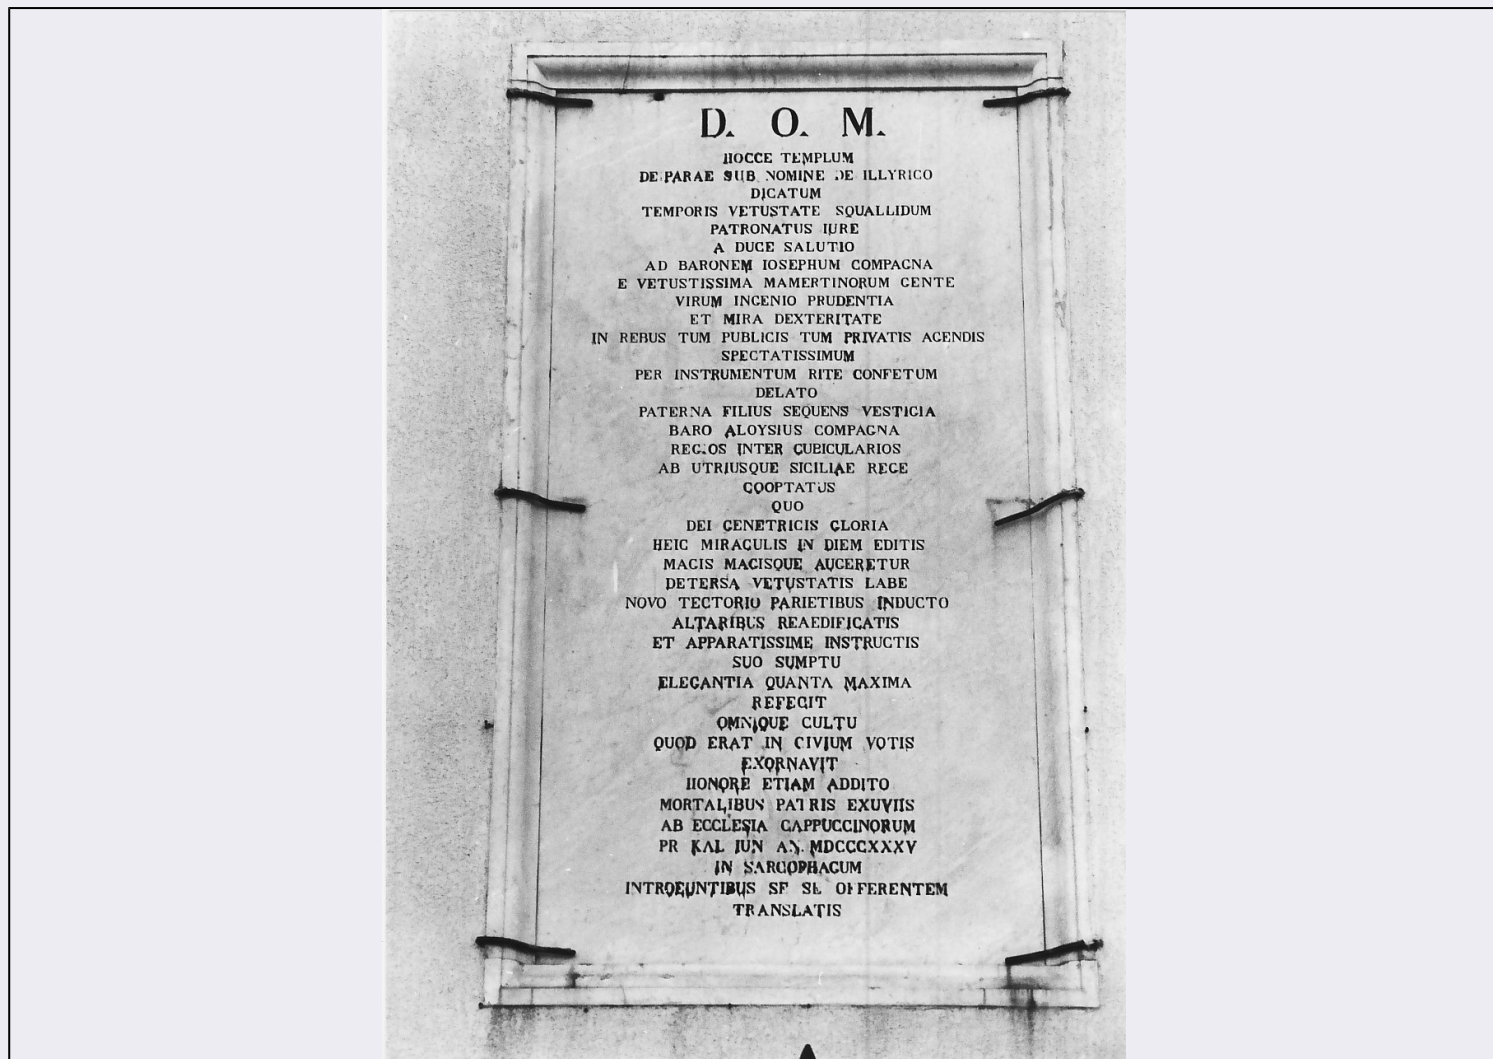 D. O. M.
HOCCE TEMPLUM
DEIPARAE SUB NOMINE DE ILLYRICO
DICATUM
TEMPORIS VETUSTATE SQUALLIDUM
PATRONATUS IURE
A DUCE SALUTIO
AD BARONEM IOSEPHUM COMPAGNA
E VETUSTISSIMA MAMERTINORUM GENTE
VIRUM INGENIO PRUDENTIA
ET MIRA DEXTERITATE
IN REBUS TUM PUBLICIS TUM PRIVATIS AGENDIS
SPECTATISSIMUM
PER INSTRUMENTUM RITE CONFETUM
DELATO
PATERNA FILIUS SEQUENS VESTIGIA
BARO ALOYSIUS COMPAGNA
REGIOS INTER CUBICULARIOS
AB UTRIUSQUE SICILIAE REGE
COOPTATUS
QUO
DEI GENETRICIS GLORIA
HEIC MIRACULIS IN DIEM EDITIS
MAGIS MAGISQUE AUGERETUR
DETERSA VETUSTATIS LABE
NOVO TECTORIO PARIETIBUS INDUCTO
ALTARIBUS REAEDIFICATIS
ET APPARATISSIME INSTRUCTIS
SUO SUMPTU
ELEGANTIA QUANTA MAXIMA
REFECIT
OMNIQUE CULTU
QUOD ERAT IN CIVIUM VOTIS
EXORNAVIT
HONORE ETIAM ADDITO
MORTALIBUS PATRIS EXUVIIS
AB ECCLESIA CAPPUCCINORUM
PR KAL IUN AN. MDCCCXXXV
IN SARCOPHAGUM
INTROEUNTIBUS SE SE OFFERENTEM
TRANSLATIS